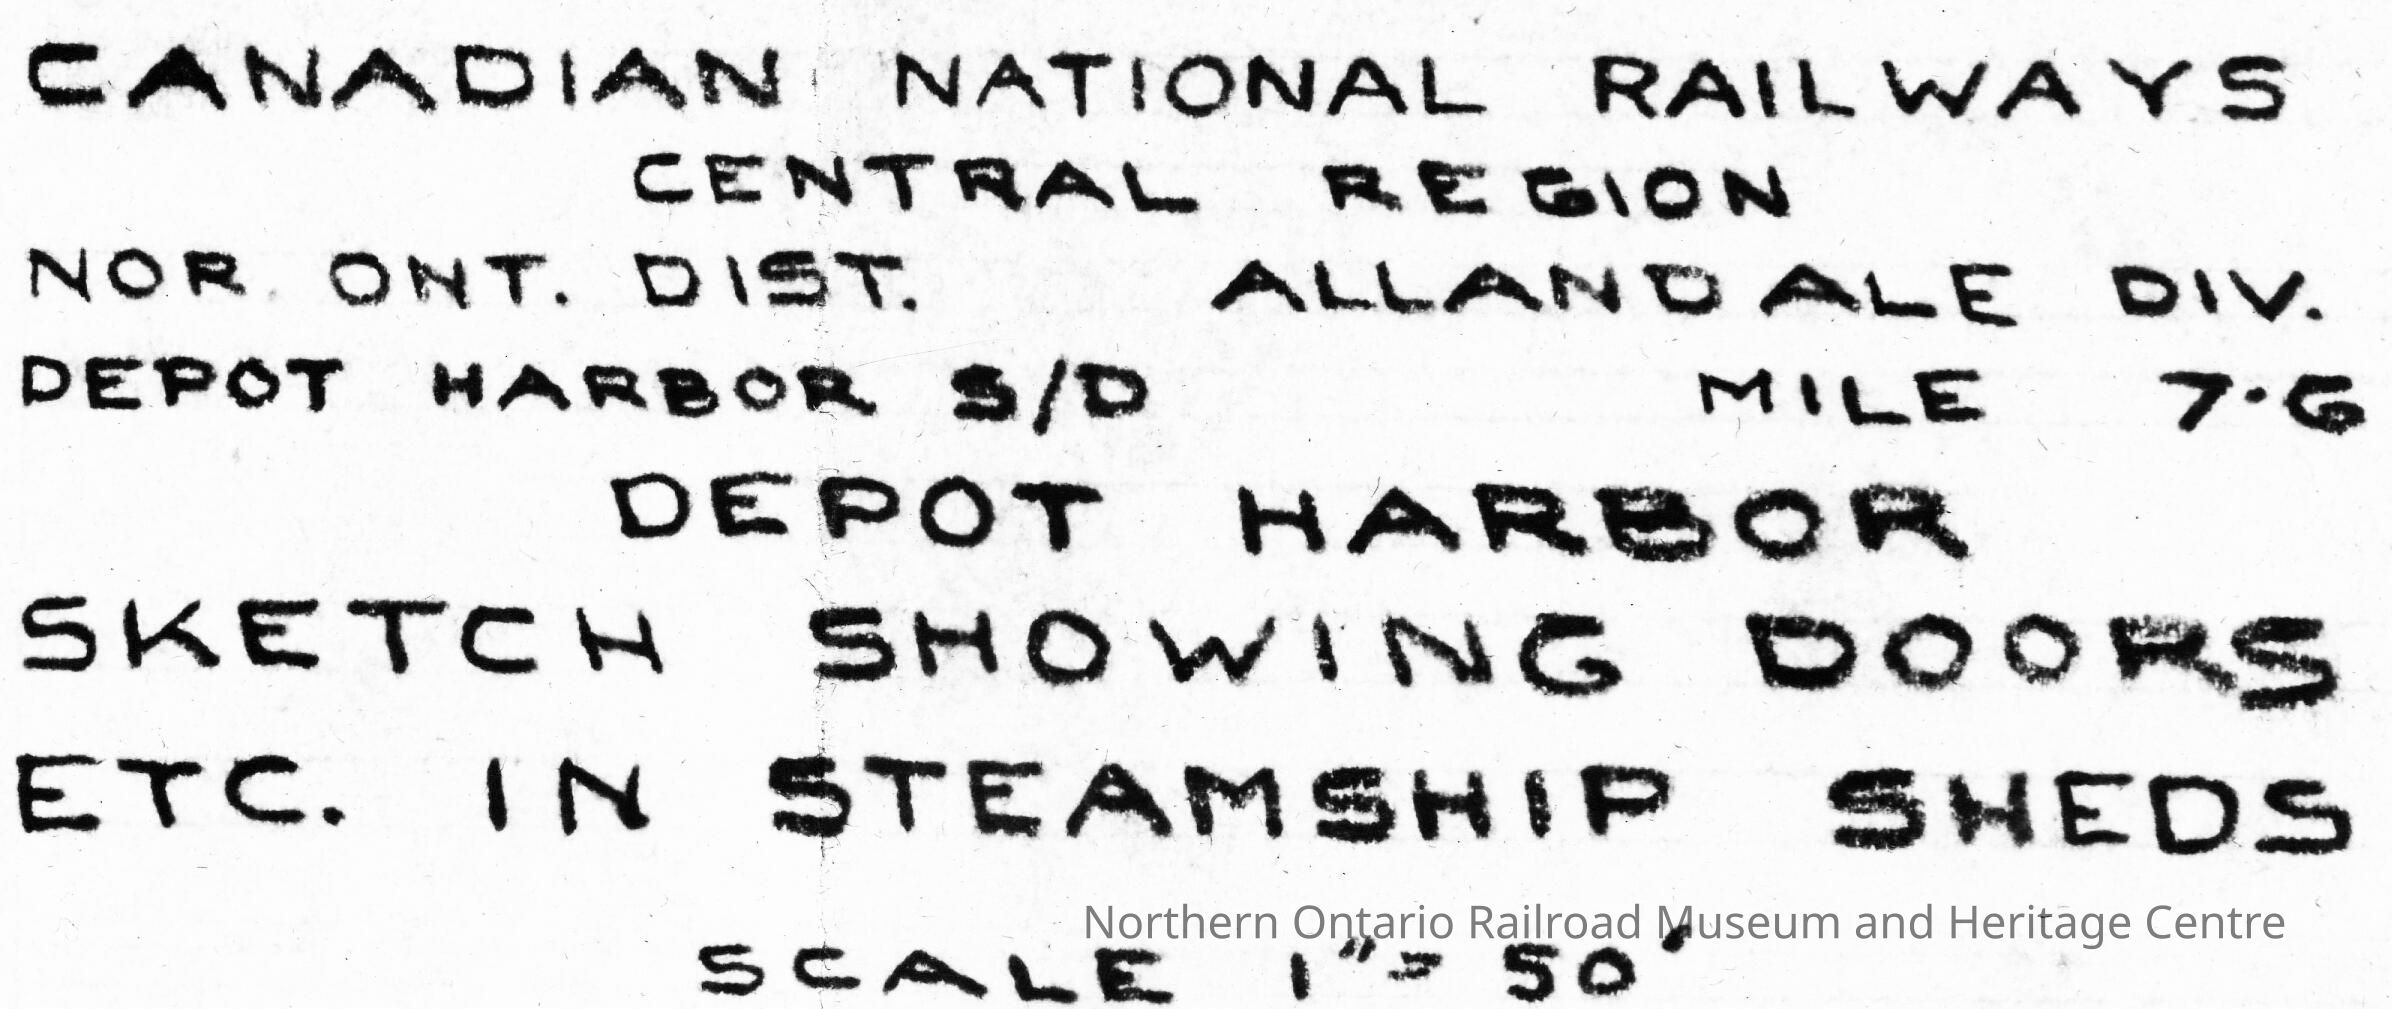 CANADIAN NATIONAL RAILWAYS
CENTRAL REGION
NOR. ONT. DIST. ALLANDALE DIV.
DEPOT HARBOR S/D MILE 7·6
DEPOT HARBOR
SKETCH SHOWING DOORS
ETC. IN STEAMSHIP SHEDS
Northern Ontario Railroad Museum and Heritage Centre
SCALE 1"= 50'